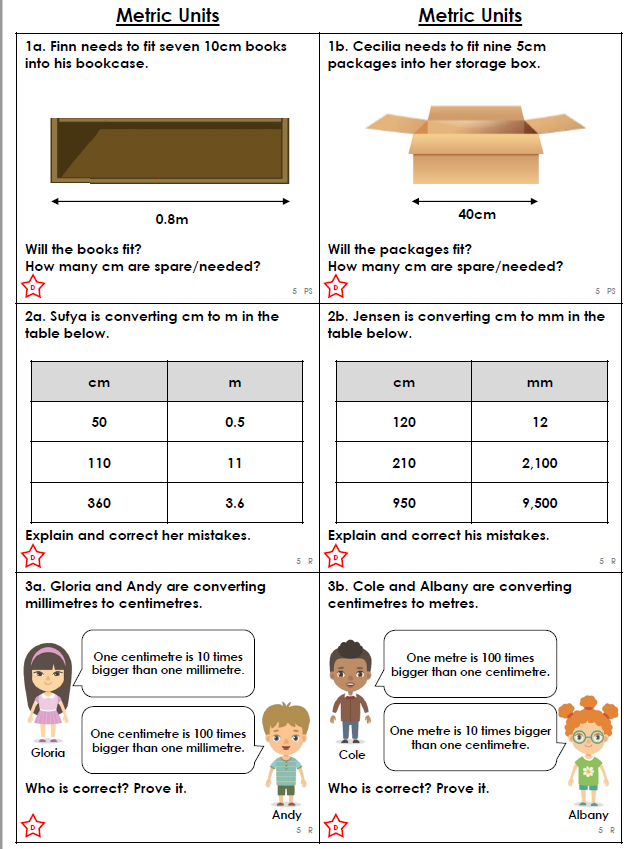 Metric Units
Metric Units
1a. Finn needs to fit seven 10cm books
into his bookcase.
0.8m
Will the books fit?
How many cm are spare/needed?
D
5 PS
1b. Cecilia needs to fit nine 5cm
packages into her storage box.
40cm
Will the packages fit?
How many cm are spare/needed?
D
5 PS
2a. Sufya is converting cm to m in the
table below.
cm m
50 0.5
110 11
360 3.6
Explain and correct her mistakes.
D
5 R
2b. Jensen is converting cm to mm in the
table below.
cm mm
120 12
210 2,100
950 9,500
Explain and correct his mistakes.
D
5 R
3a. Gloria and Andy are converting
millimetres to centimetres.
One centimetre is 10 times
bigger than one millimetre.
Gloria
One centimetre is 100 times
bigger than one millimetre.
Andy
Who is correct? Prove it.
D
5 R
3b. Cole and Albany are converting
centimetres to metres.
One metre is 100 times
bigger than one centimetre.
Cole
One metre is 10 times bigger
than one centimetre.
Albany
Who is correct? Prove it.
D
5 R